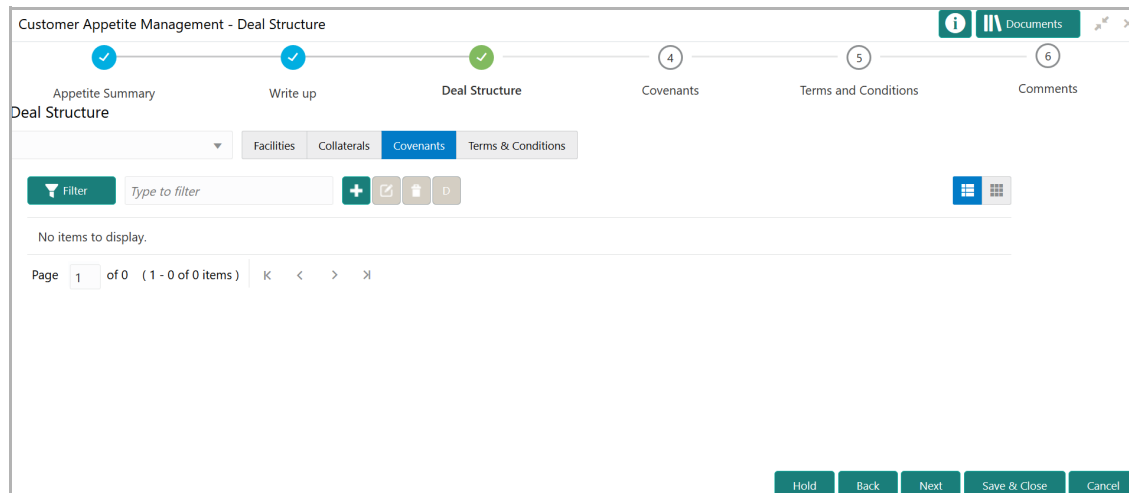 Customer Appetite Management - Deal Structure
Documents
4
5
6
Appetite Summary
Write up
Deal Structure
Covenants
Terms and Conditions
Comments
Deal Structure
Facilities
Collaterals
Covenants
Terms & Conditions
Filter
Type to filter
D
No items to display.
Page 1 of 0 ( 1 - 0 of 0 items )
Hold
Back
Next
Save & Close
Cancel